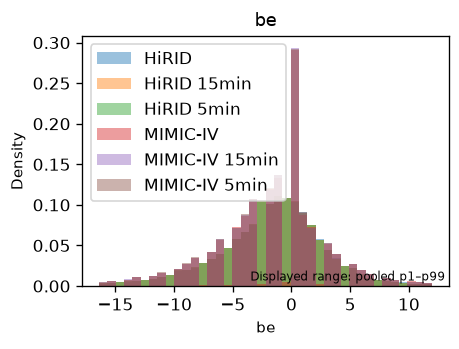 be
0.30
0.25
0.20
0.15
0.10
0.05
0.00
Density
HiRID
HiRID 15min
HiRID 5min
MIMIC-IV
MIMIC-IV 15min
MIMIC-IV 5min
Displayed range: pooled p1–p99
−15 −10 −5 0 5 10
be